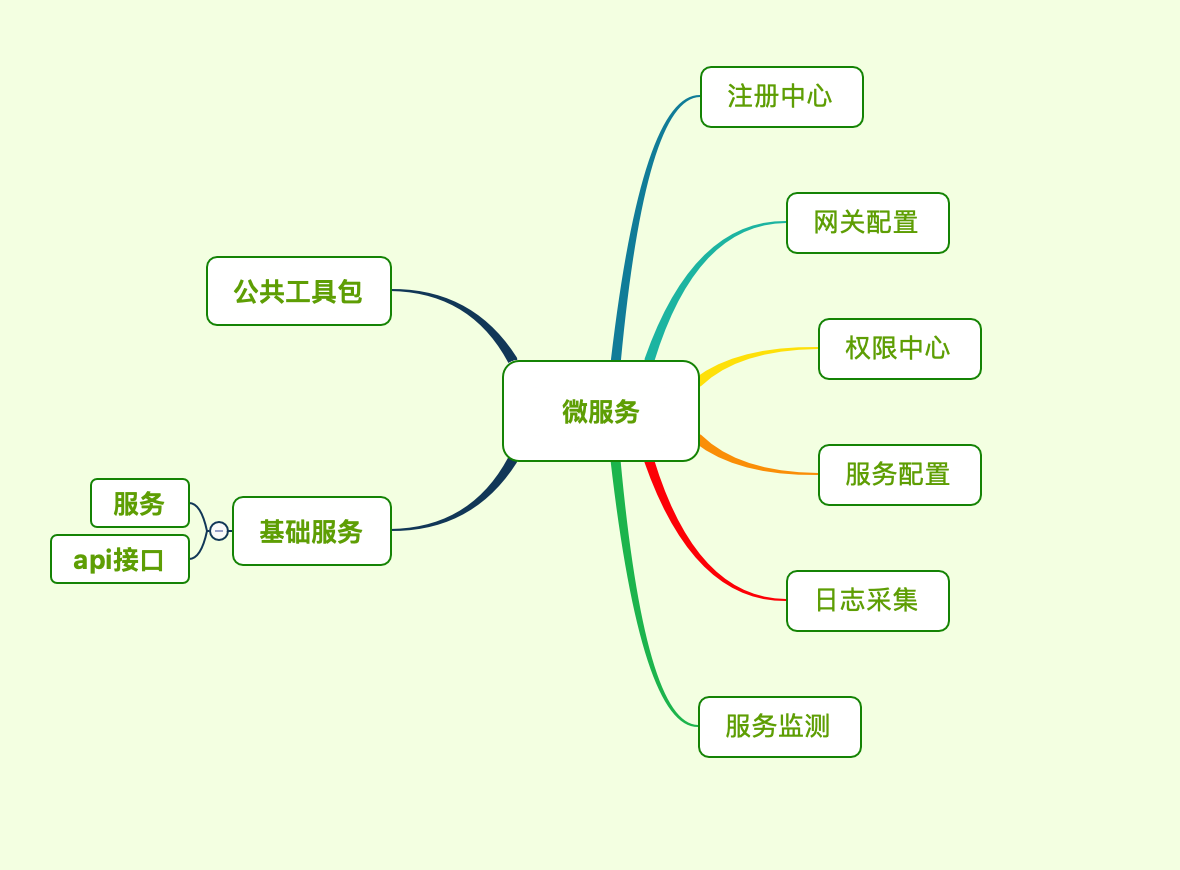 注册中心
网关配置
公共工具包
权限中心
微服务
服务配置
服务
基础服务
api接口
日志采集
服务监测